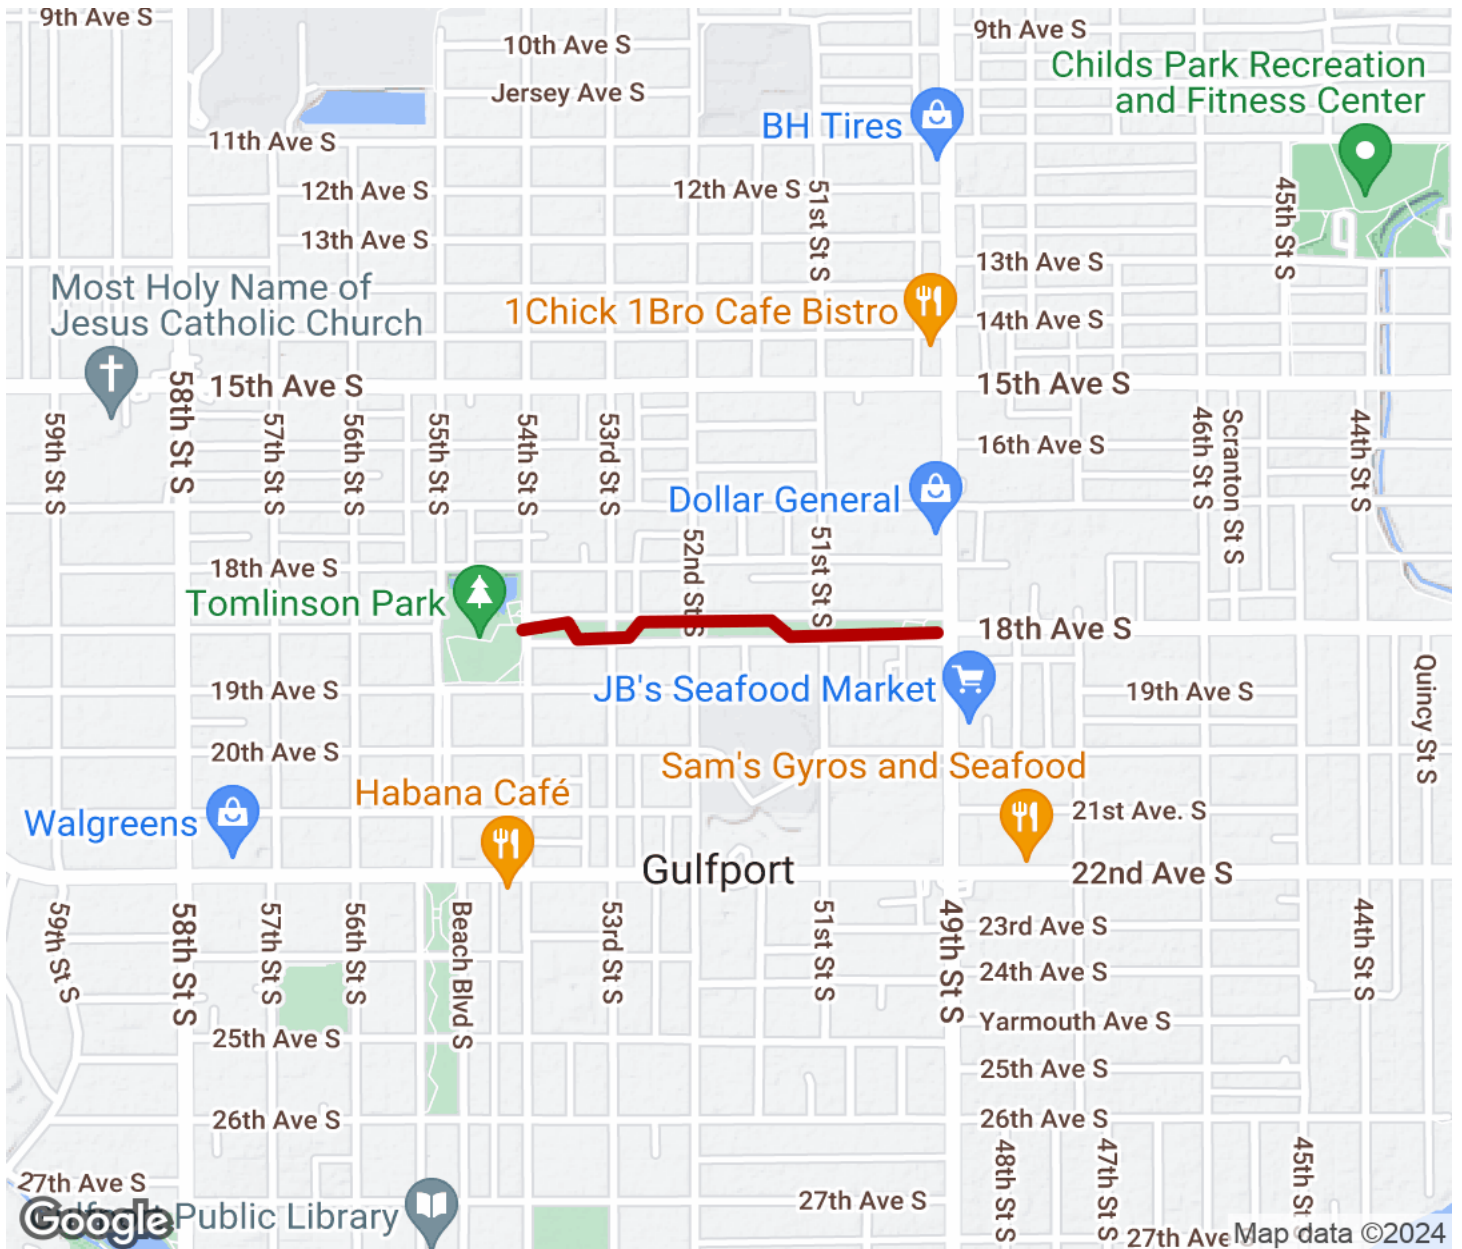 9th Ave S
9th Ave S
10th Ave S
Childs Park Recreation
and Fitness Center
Jersey Ave S
BH Tires
11th Ave S
12th Ave S
12th Ave S
51st St S
45th St S
13th Ave S
13th Ave S
Most Holy Name of
Jesus Catholic Church
1Chick 1Bro Cafe Bistro
14th Ave S
58th St S
15th Ave S
15th Ave S
59th St S
57th St S
56th St S
55th St S
54th St S
53rd St S
16th Ave S
46th St S
Scranton St S
44th St S
Dollar General
52nd St S
51st St S
18th Ave S
Tomlinson Park
18th Ave S
JB's Seafood Market
19th Ave S
19th Ave S
Quincy St S
20th Ave S
Sam's Gyros and Seafood
Habana Café
Walgreens
21st Ave. S
Gulfport
22nd Ave S
59th St S
58th St S
57th St S
56th St S
Beach Blvd S
53rd St S
51st St S
49th St S
23rd Ave S
44th St S
24th Ave S
Yarmouth Ave S
25th Ave S
25th Ave S
26th Ave S
26th Ave S
48th St S
47th St S
45th St S
27th Ave S
27th Ave S
Public Library
Google
27th Ave
Map data ©2024